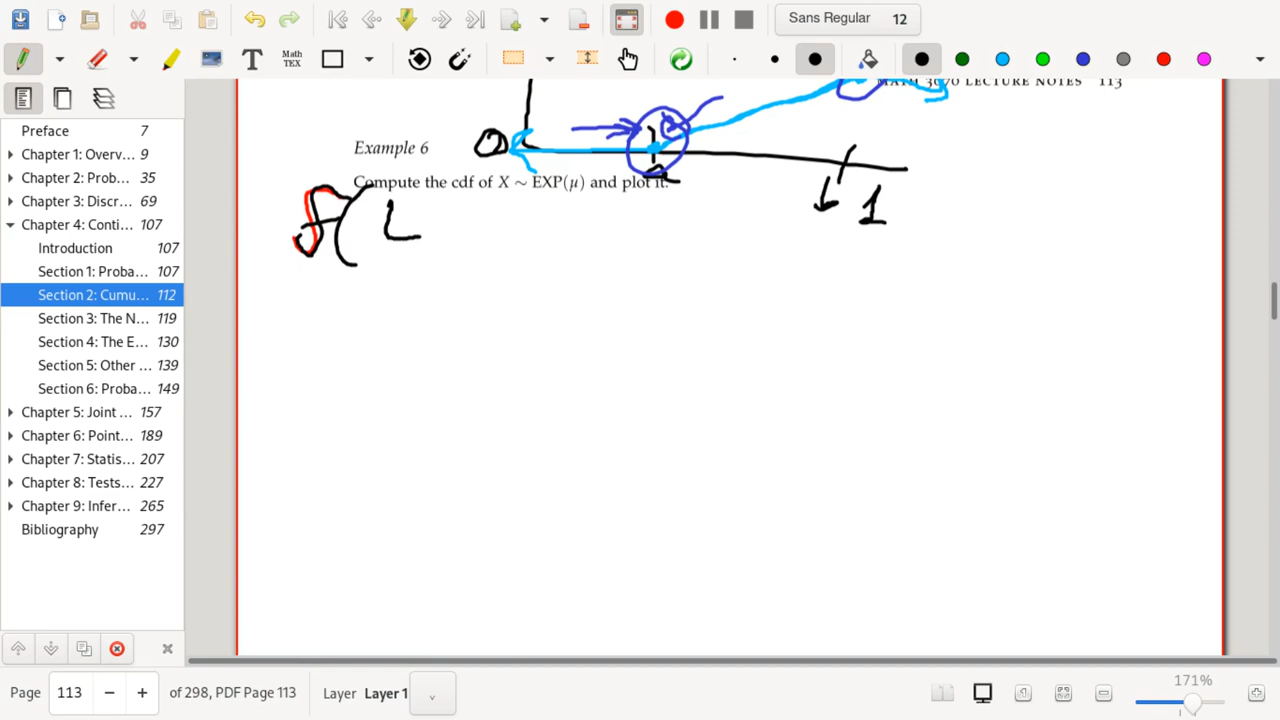 Sans Regular 12
Math TEX
MATH 3070 LECTURE NOTES 113
Preface 7
Chapter 1: Overv... 9
Chapter 2: Prob... 35
Chapter 3: Discr... 69
Chapter 4: Conti... 107
Introduction 107
Section 1: Proba... 107
Section 2: Cumu... 112
Section 3: The N... 119
Section 4: The E... 130
Section 5: Other ... 139
Section 6: Proba... 149
Chapter 5: Joint ... 157
Chapter 6: Point... 189
Chapter 7: Statis... 207
Chapter 8: Tests... 227
Chapter 9: Infer... 265
Bibliography 297
Example 6
0
Compute the cdf of X ~ EXP(μ) and plot it.
1
f(
Page 113 of 298, PDF Page 113 Layer Layer 1
171%